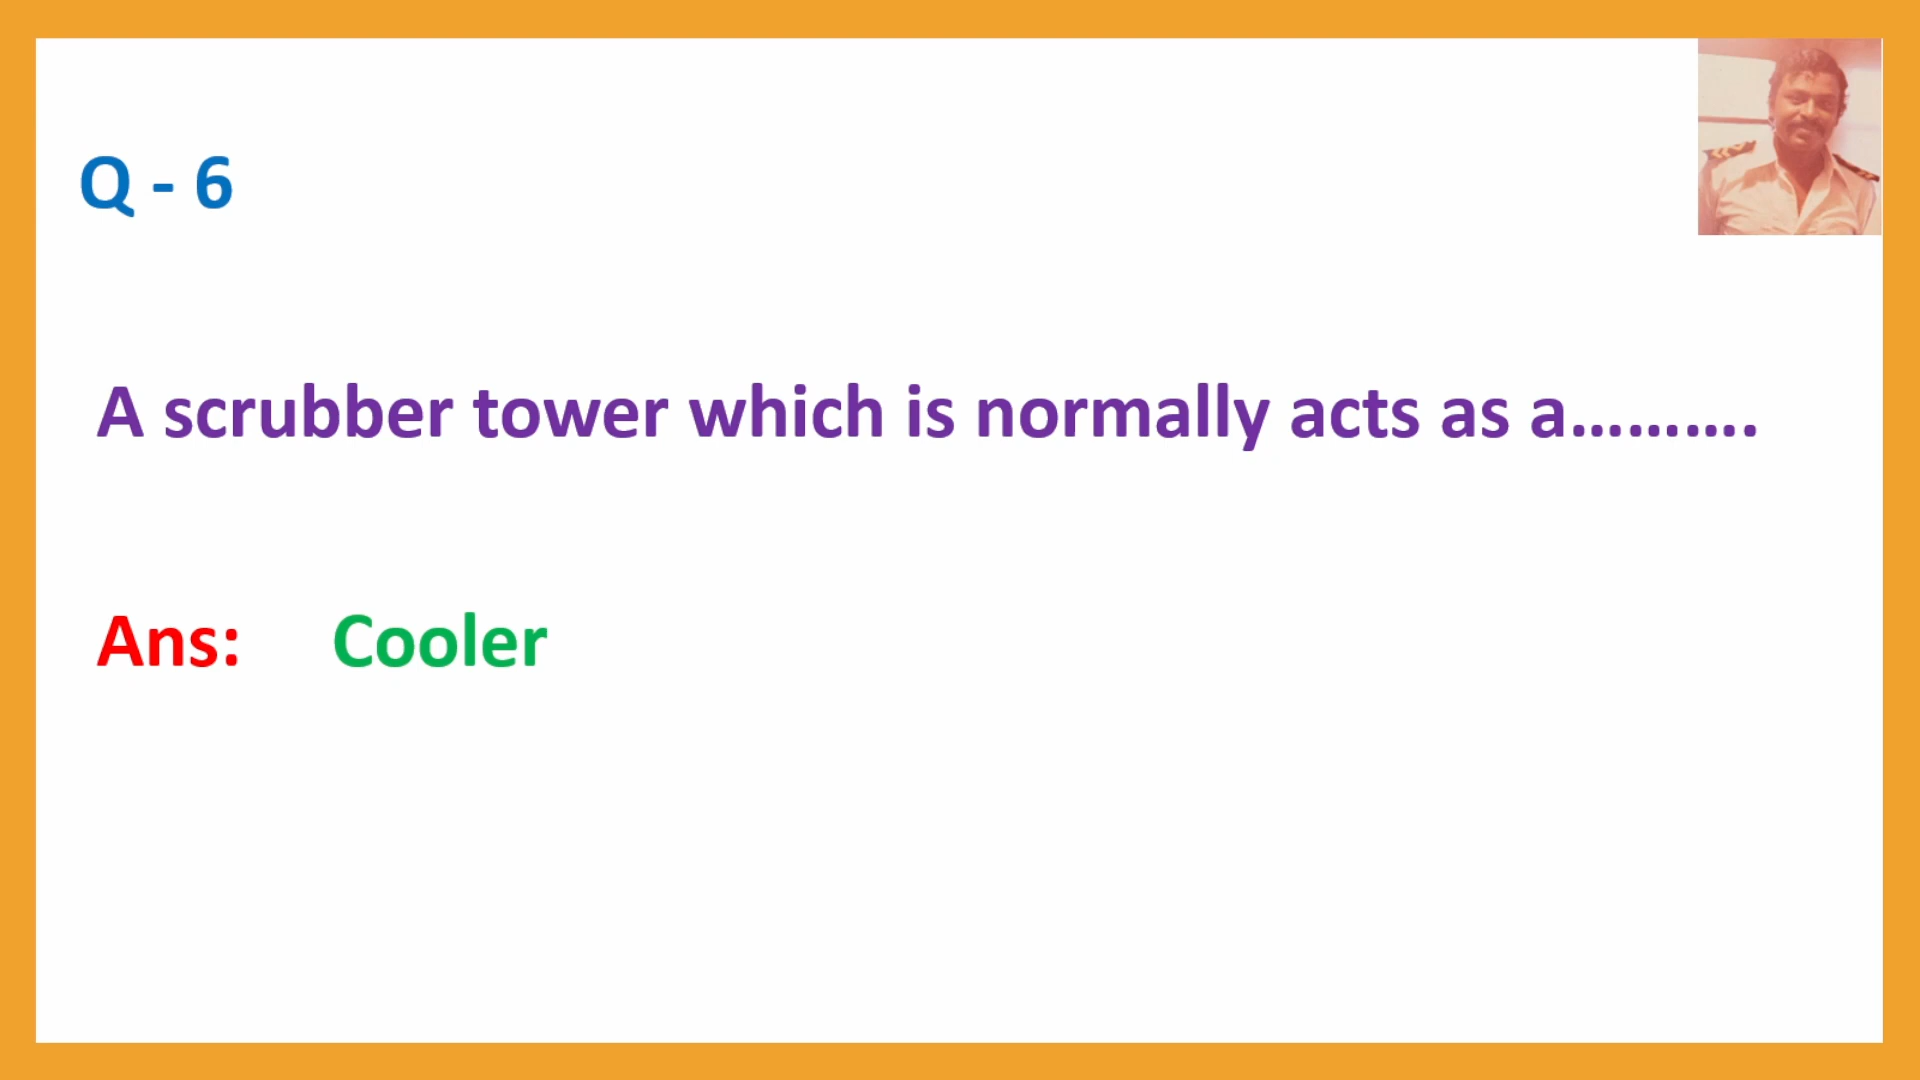 Q - 6
A scrubber tower which is normally acts as a……….
Ans: Cooler